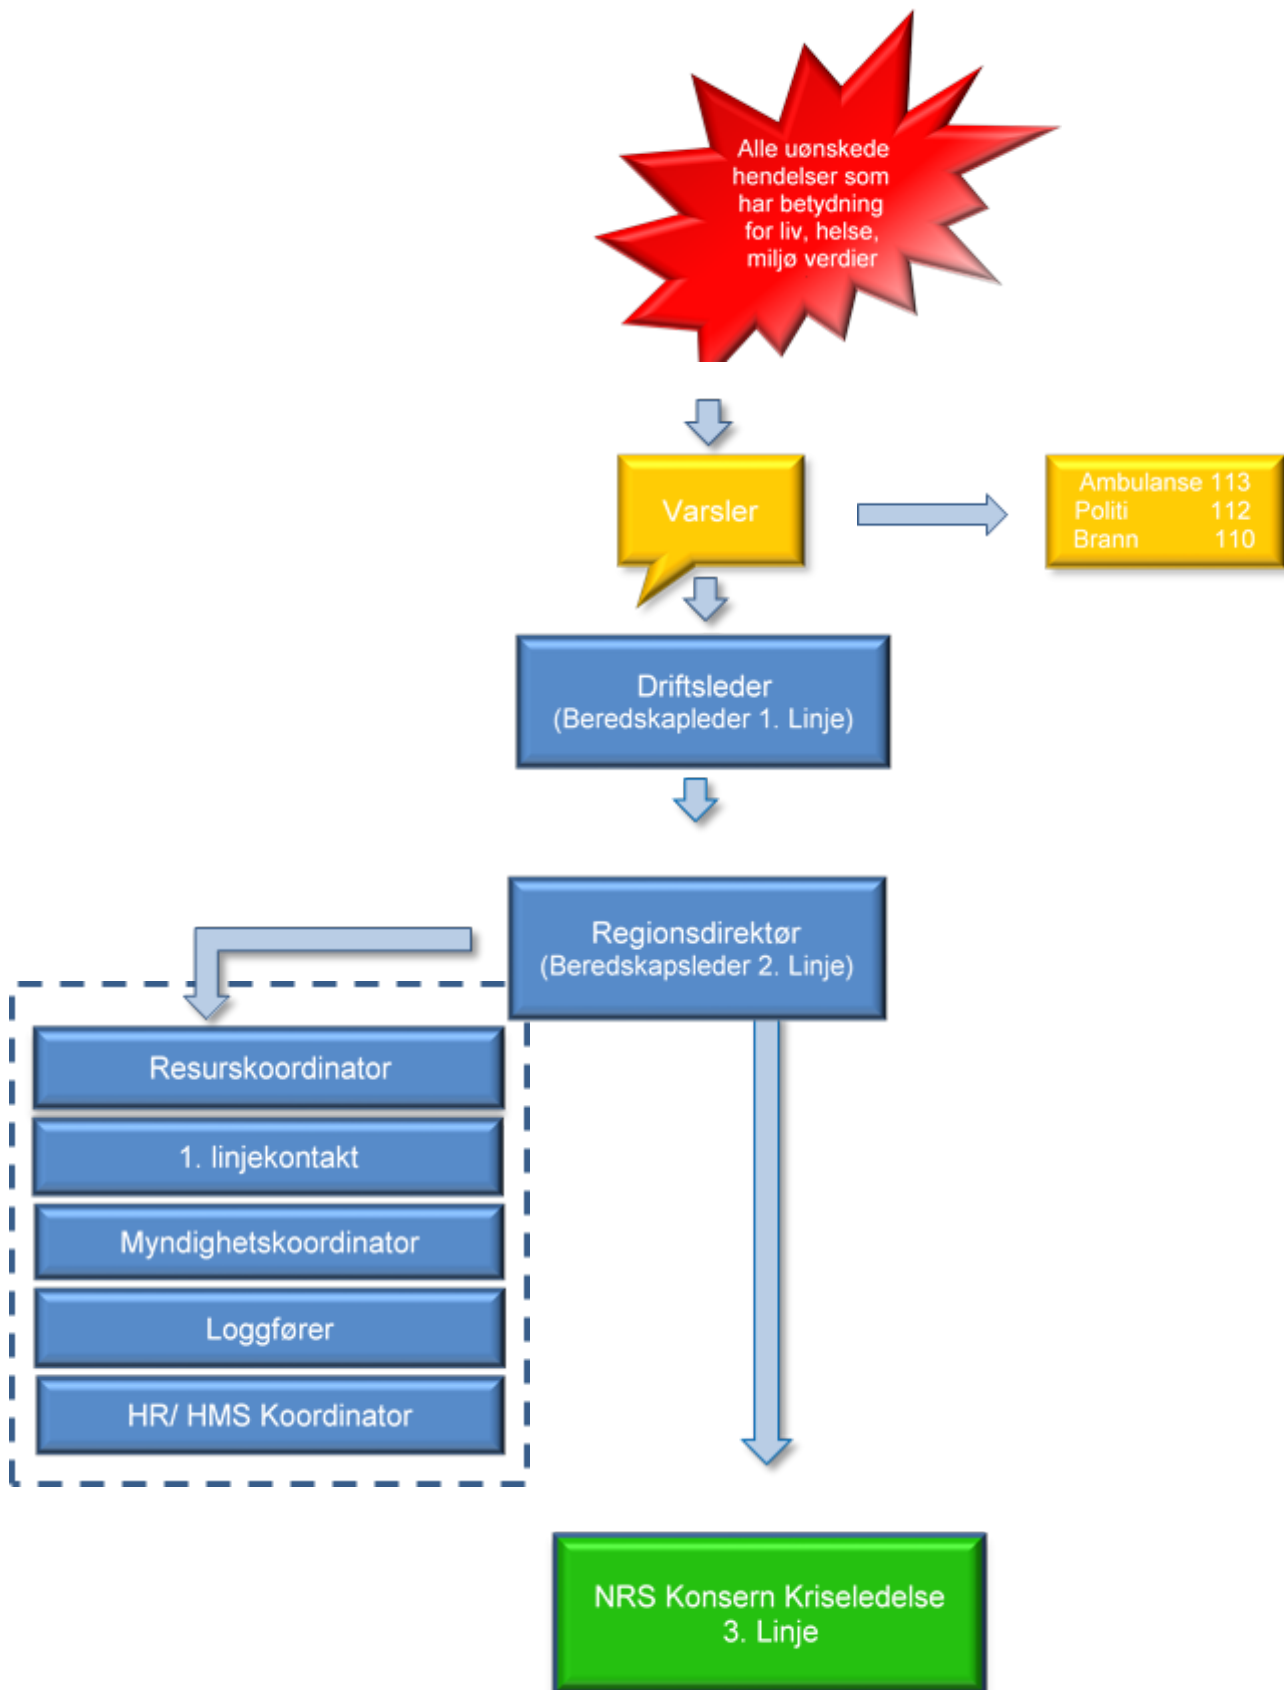 Alle uønskede
hendelser som
har betydning
for liv, helse,
miljø verdier
Varsler
Ambulanse 113
Politi 112
Brann 110
Driftsleder
(Beredskapleder 1. Linje)
Regionsdirektør
(Beredskapsleder 2. Linje)
Resurskoordinator
1. linjekontakt
Myndighetskoordinator
Loggfører
HR/ HMS Koordinator
NRS Konsern Kriseledelse
3. Linje